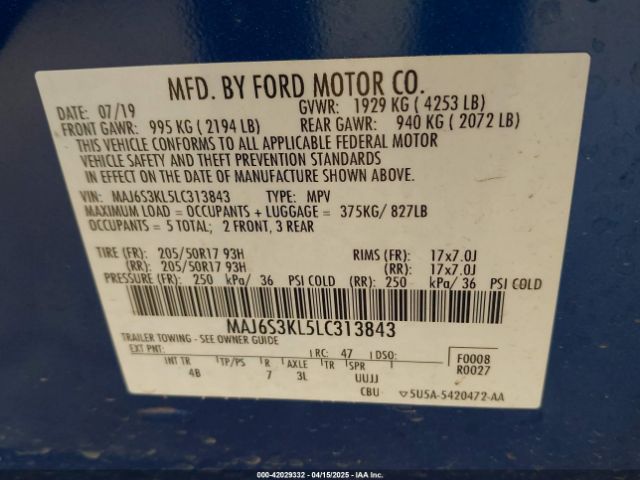 MFD. BY FORD MOTOR CO.
DATE: 07/19 GVWR: 1929 KG ( 4253 LB)
FRONT GAWR: 995 KG ( 2194 LB) REAR GAWR: 940 KG ( 2072 LB)
THIS VEHICLE CONFORMS TO ALL APPLICABLE FEDERAL MOTOR
VEHICLE SAFETY AND THEFT PREVENTION STANDARDS
IN EFFECT ON THE DATE OF MANUFACTURE SHOWN ABOVE.
VIN: MAJ6S3KL5LC313843 TYPE: MPV
MAXIMUM LOAD = OCCUPANTS + LUGGAGE = 375KG/ 827LB
OCCUPANTS = 5 TOTAL; 2 FRONT, 3 REAR
TIRE (FR): 205/50R17 93H RIMS (FR): 17x7.0J
(RR): 205/50R17 93H (RR): 17x7.0J
PRESSURE (FR): 250 kPa/ 36 PSI COLD (RR): 250 kPa/ 36 PSI COLD
MAJ6S3KL5LC313843
TRAILER TOWING - SEE OWNER GUIDE
EXT PNT: RC: 47 DSO: F0008
INT TR TP/PS R AXLE TR SPR R0027
4B 7 3L UUJJ
CBU 5U5A-5420472-AA
000-42029332 - 04/15/2025 - IAA, INC.